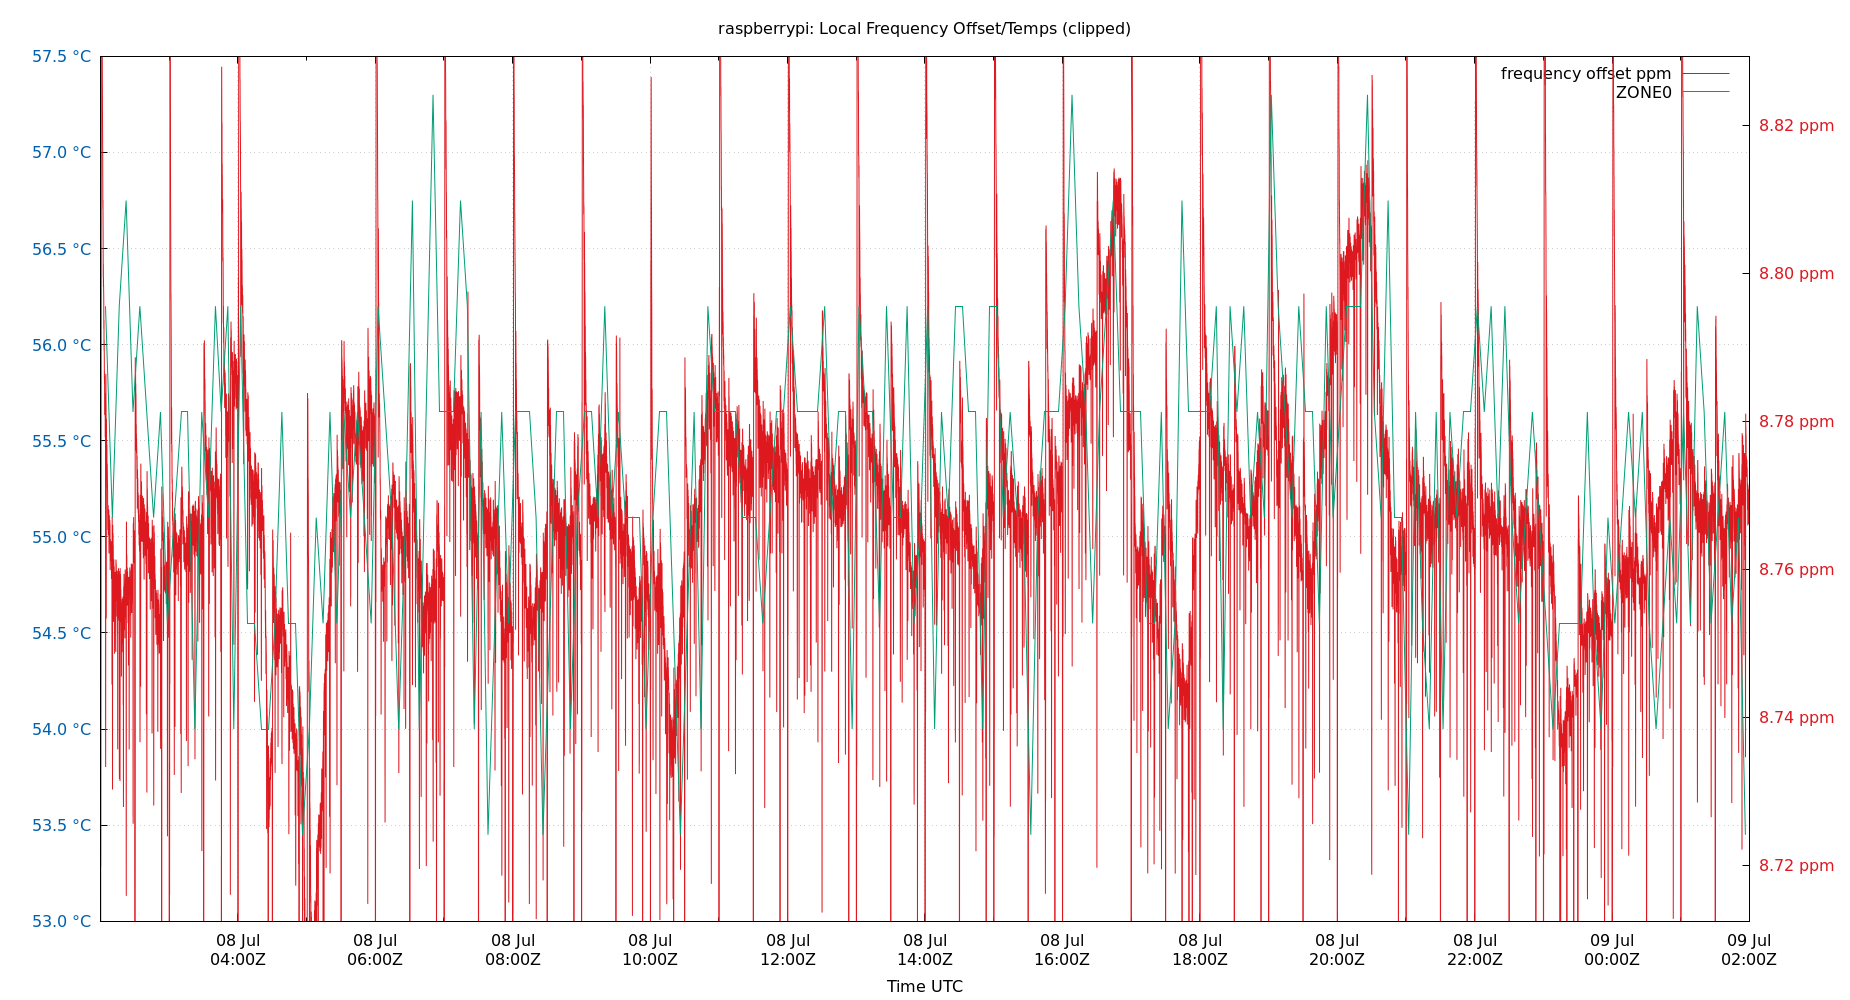 raspberrypi: Local Frequency Offset/Temps (clipped)
57.5 °C
57.0 °C
56.5 °C
56.0 °C
55.5 °C
55.0 °C
54.5 °C
54.0 °C
53.5 °C
53.0 °C
frequency offset ppm
ZONE0
8.82 ppm
8.80 ppm
8.78 ppm
8.76 ppm
8.74 ppm
8.72 ppm
08 Jul 08 Jul 08 Jul 08 Jul 08 Jul 08 Jul 08 Jul 08 Jul 08 Jul 08 Jul 09 Jul 09 Jul
04:00Z 06:00Z 08:00Z 10:00Z 12:00Z 14:00Z 16:00Z 18:00Z 20:00Z 22:00Z 00:00Z 02:00Z
Time UTC